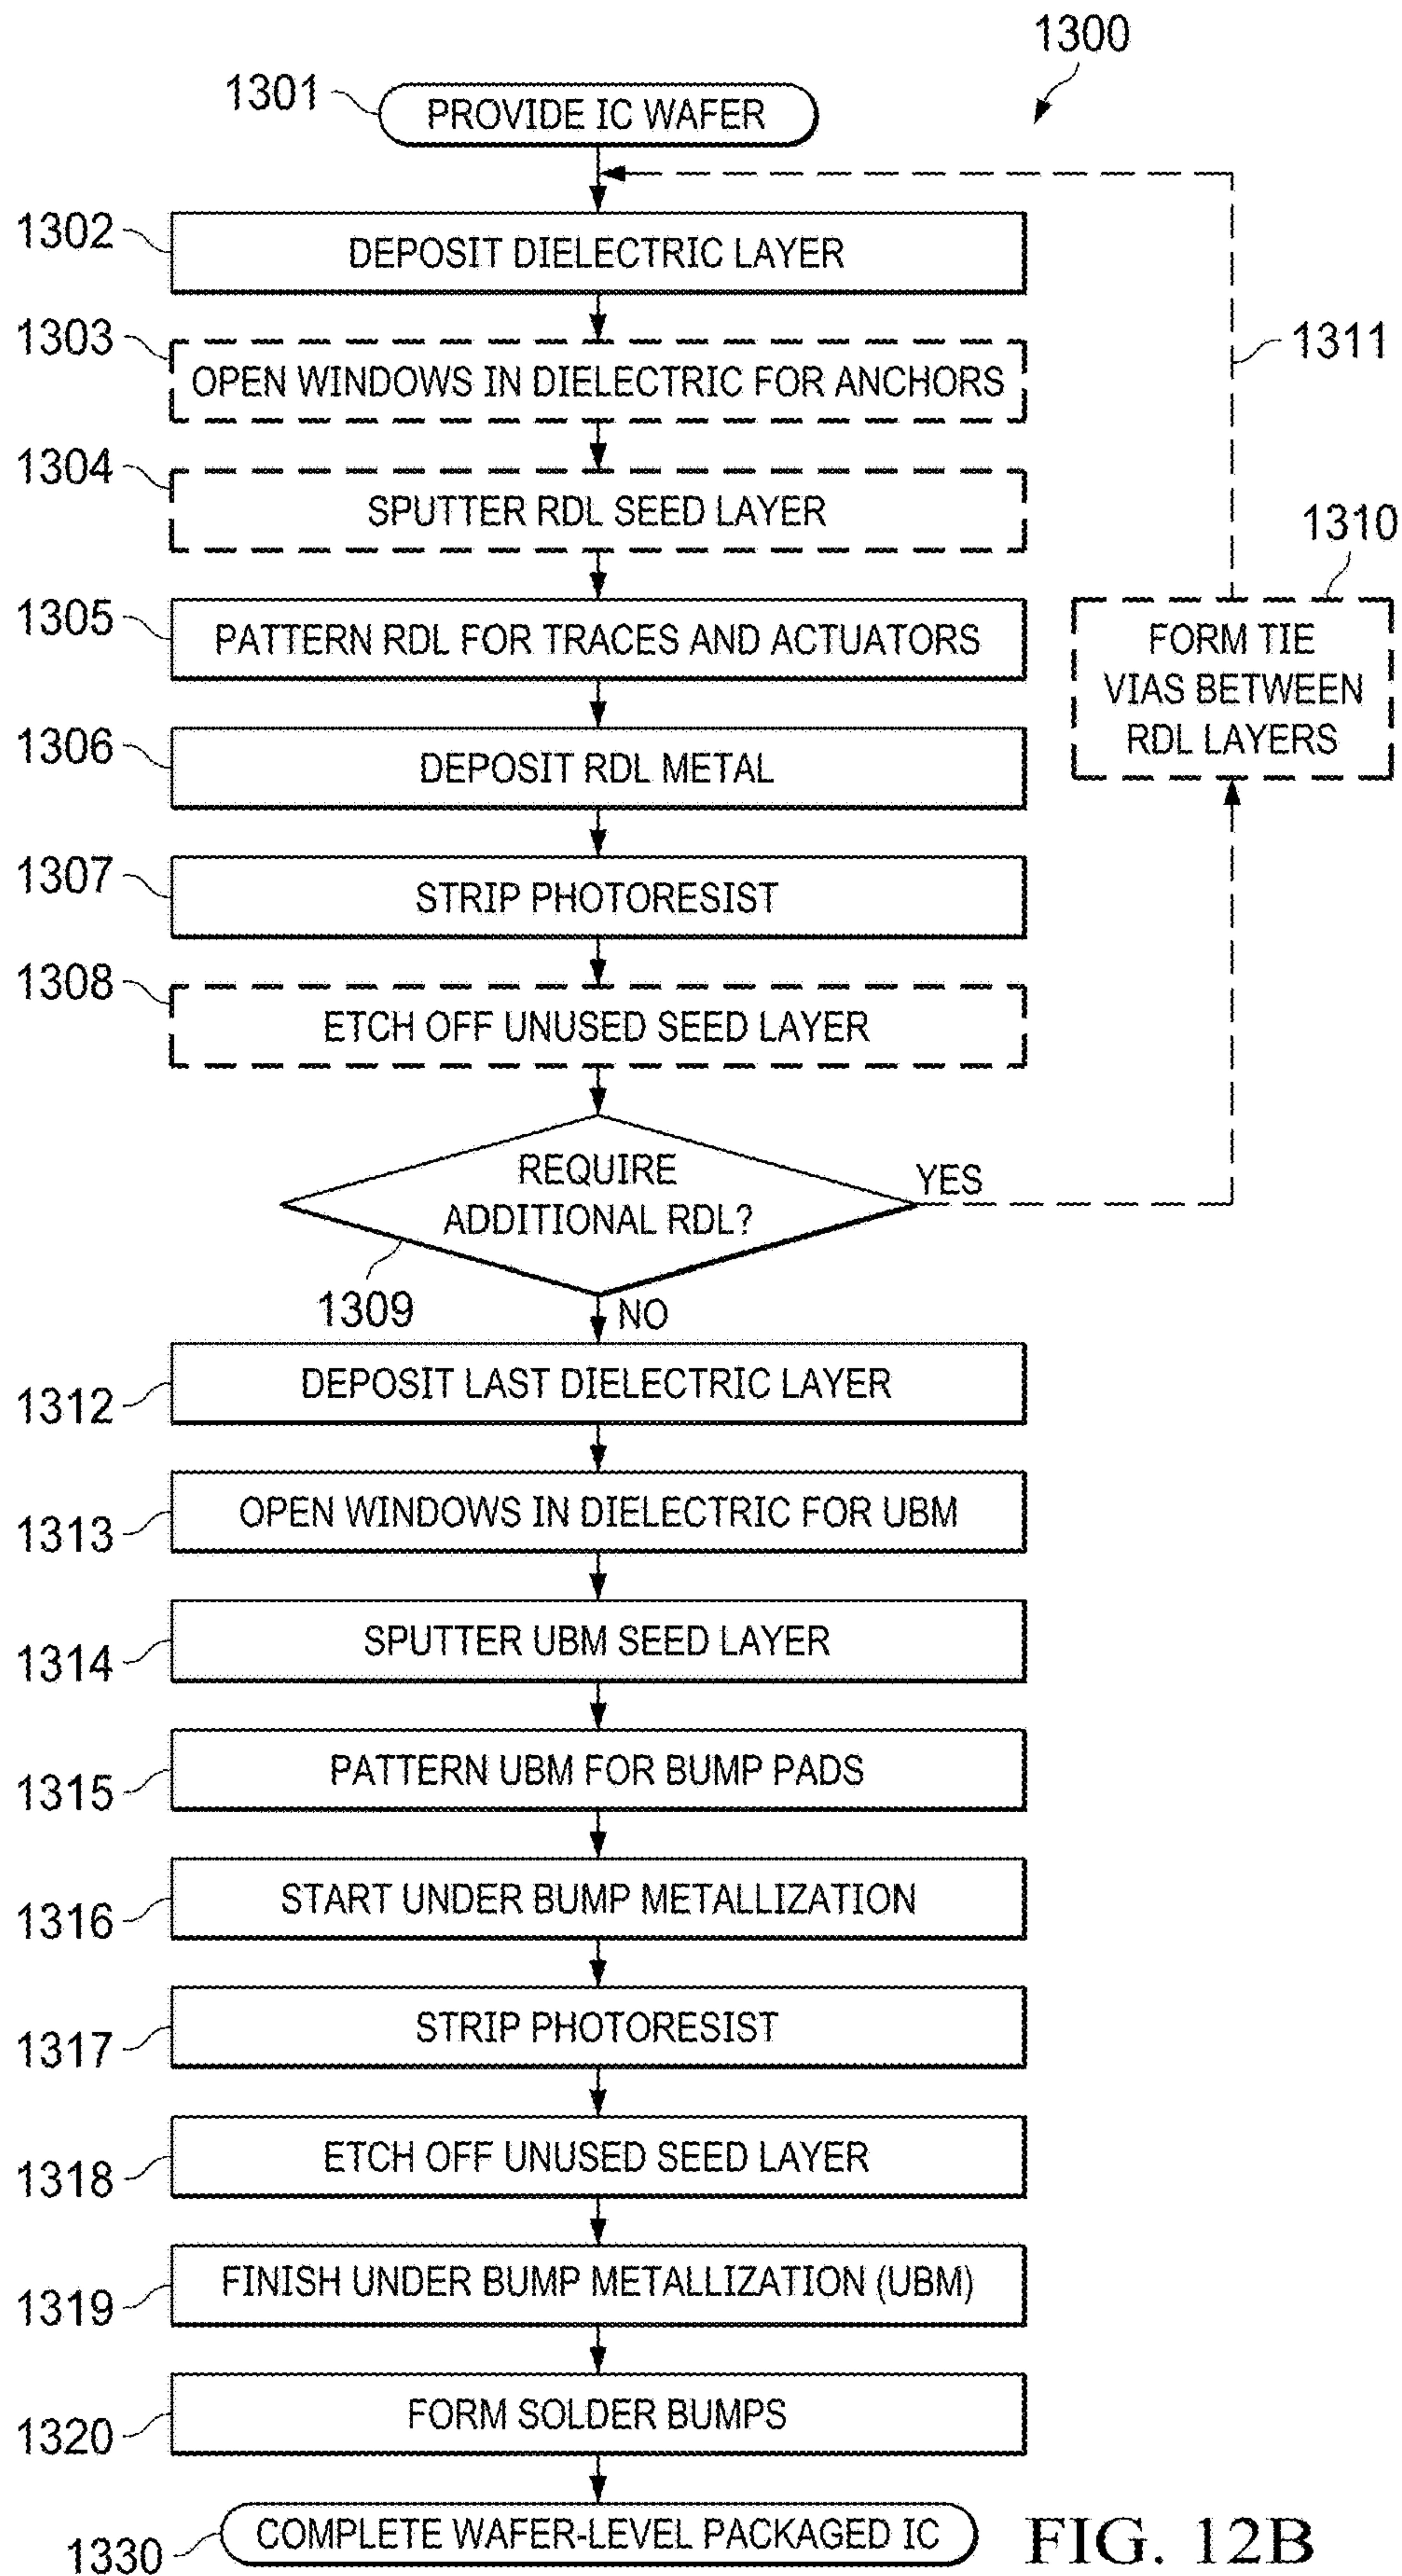 1300
1301
PROVIDE IC WAFER
1302
DEPOSIT DIELECTRIC LAYER
1303
OPEN WINDOWS IN DIELECTRIC FOR ANCHORS
1311
1304
SPUTTER RDL SEED LAYER
1310
1305
PATTERN RDL FOR TRACES AND ACTUATORS
FORM TIE
VIAS BETWEEN
RDL LAYERS
1306
DEPOSIT RDL METAL
1307
STRIP PHOTORESIST
1308
ETCH OFF UNUSED SEED LAYER
REQUIRE
ADDITIONAL RDL?
YES
1309
NO
DEPOSIT LAST DIELECTRIC LAYER
1312
OPEN WINDOWS IN DIELECTRIC FOR UBM
1313
SPUTTER UBM SEED LAYER
1314
PATTERN UBM FOR BUMP PADS
1315
START UNDER BUMP METALLIZATION
1316
STRIP PHOTORESIST
1317
ETCH OFF UNUSED SEED LAYER
1318
FINISH UNDER BUMP METALLIZATION (UBM)
1319
FORM SOLDER BUMPS
1320
COMPLETE WAFER-LEVEL PACKAGED IC
1330
FIG. 12B